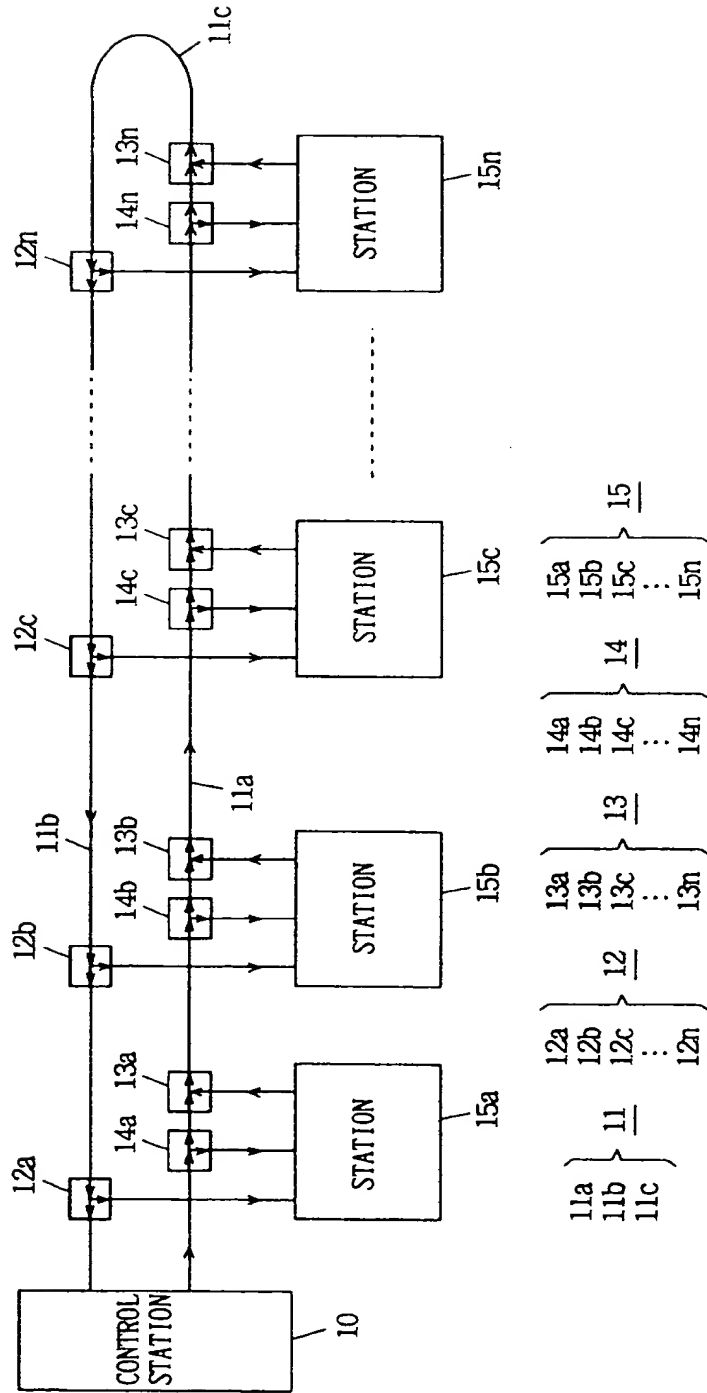 12a
12b
11b
12c
12n
11c
CONTROL
STATION
10
14a
13a
14b
13b
11a
14c
13c
14n
13n
STATION
15a
STATION
15b
STATION
15c
STATION
15n
11a
11b
11c
11
12a
12b
12c
⋮
12n
12
13a
13b
13c
⋮
13n
13
14a
14b
14c
⋮
14n
14
15a
15b
15c
⋮
15n
15